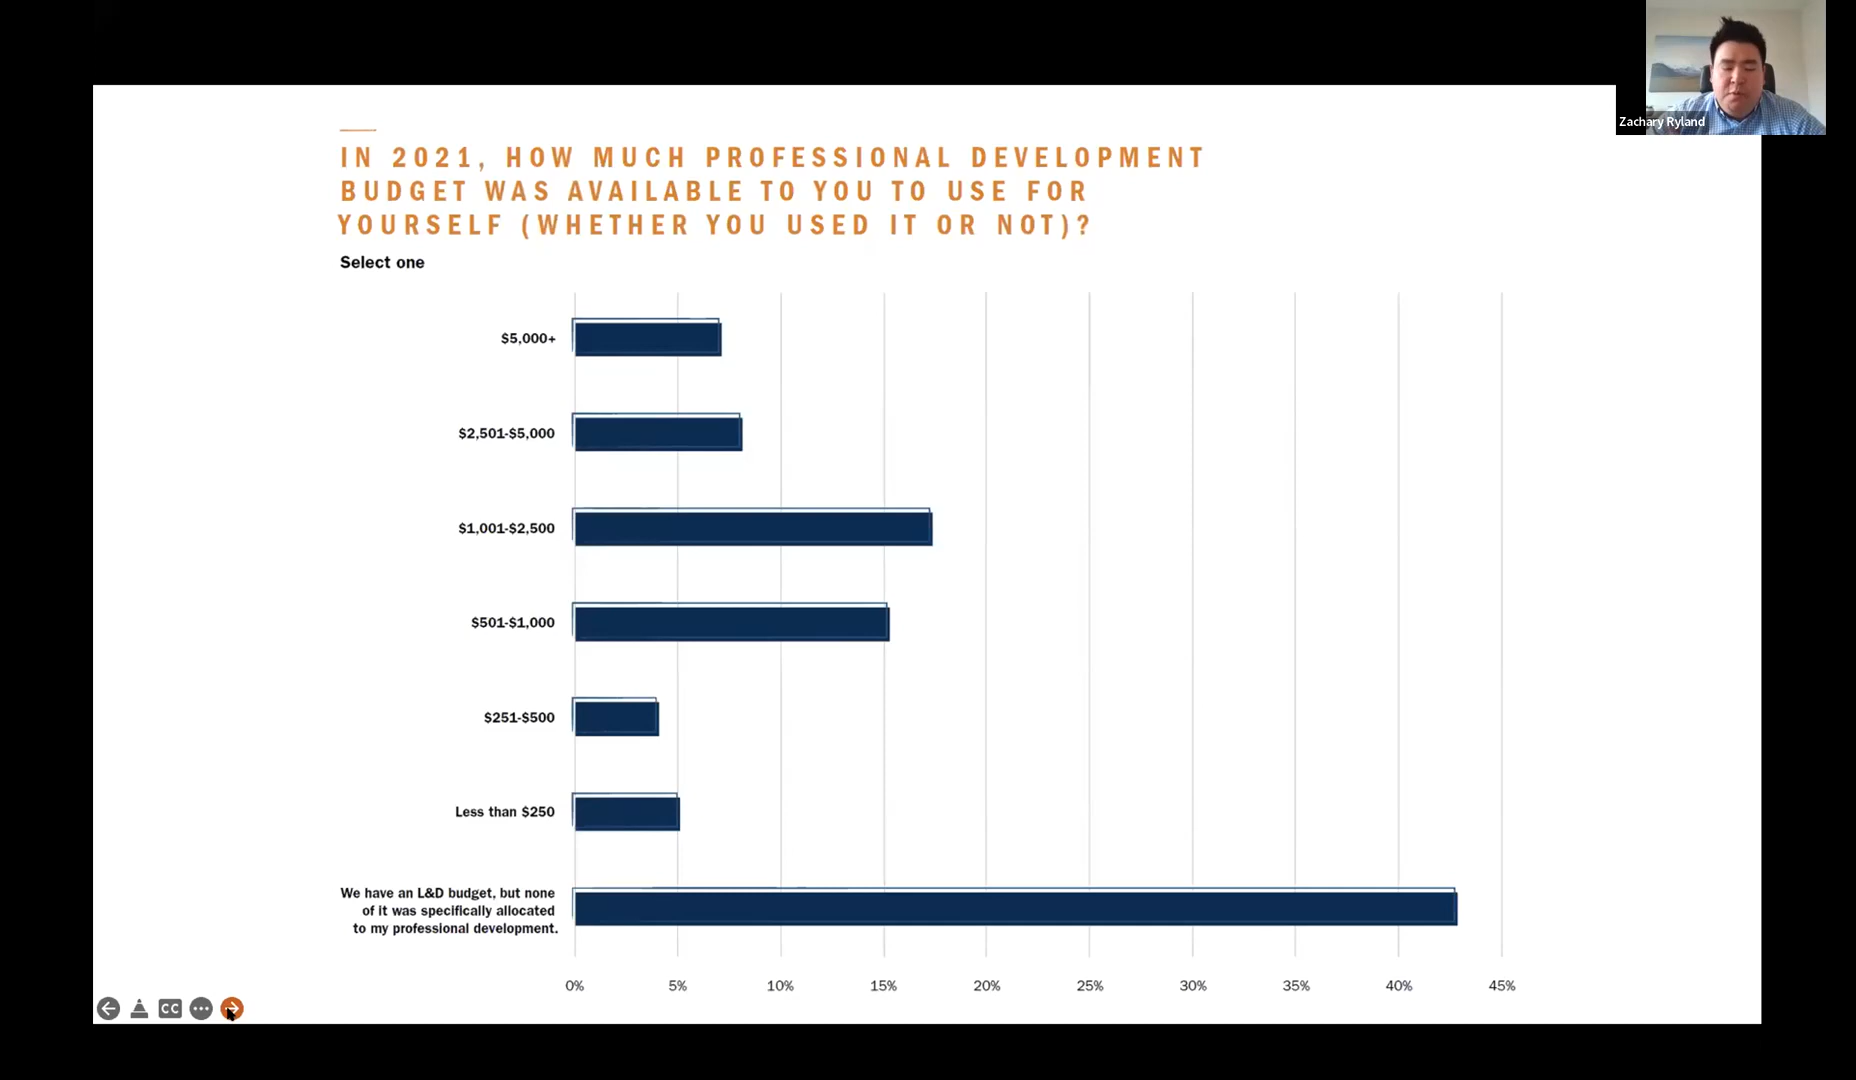 Zachary Ryland
IN 2021, HOW MUCH PROFESSIONAL DEVELOPMENT
BUDGET WAS AVAILABLE TO YOU TO USE FOR
YOURSELF (WHETHER YOU USED IT OR NOT)?
Select one
$5,000+
$2,501-$5,000
$1,001-$2,500
$501-$1,000
$251-$500
Less than $250
We have an L&D budget, but none
of it was specifically allocated
to my professional development.
0% 5% 10% 15% 20% 25% 30% 35% 40% 45%
CC